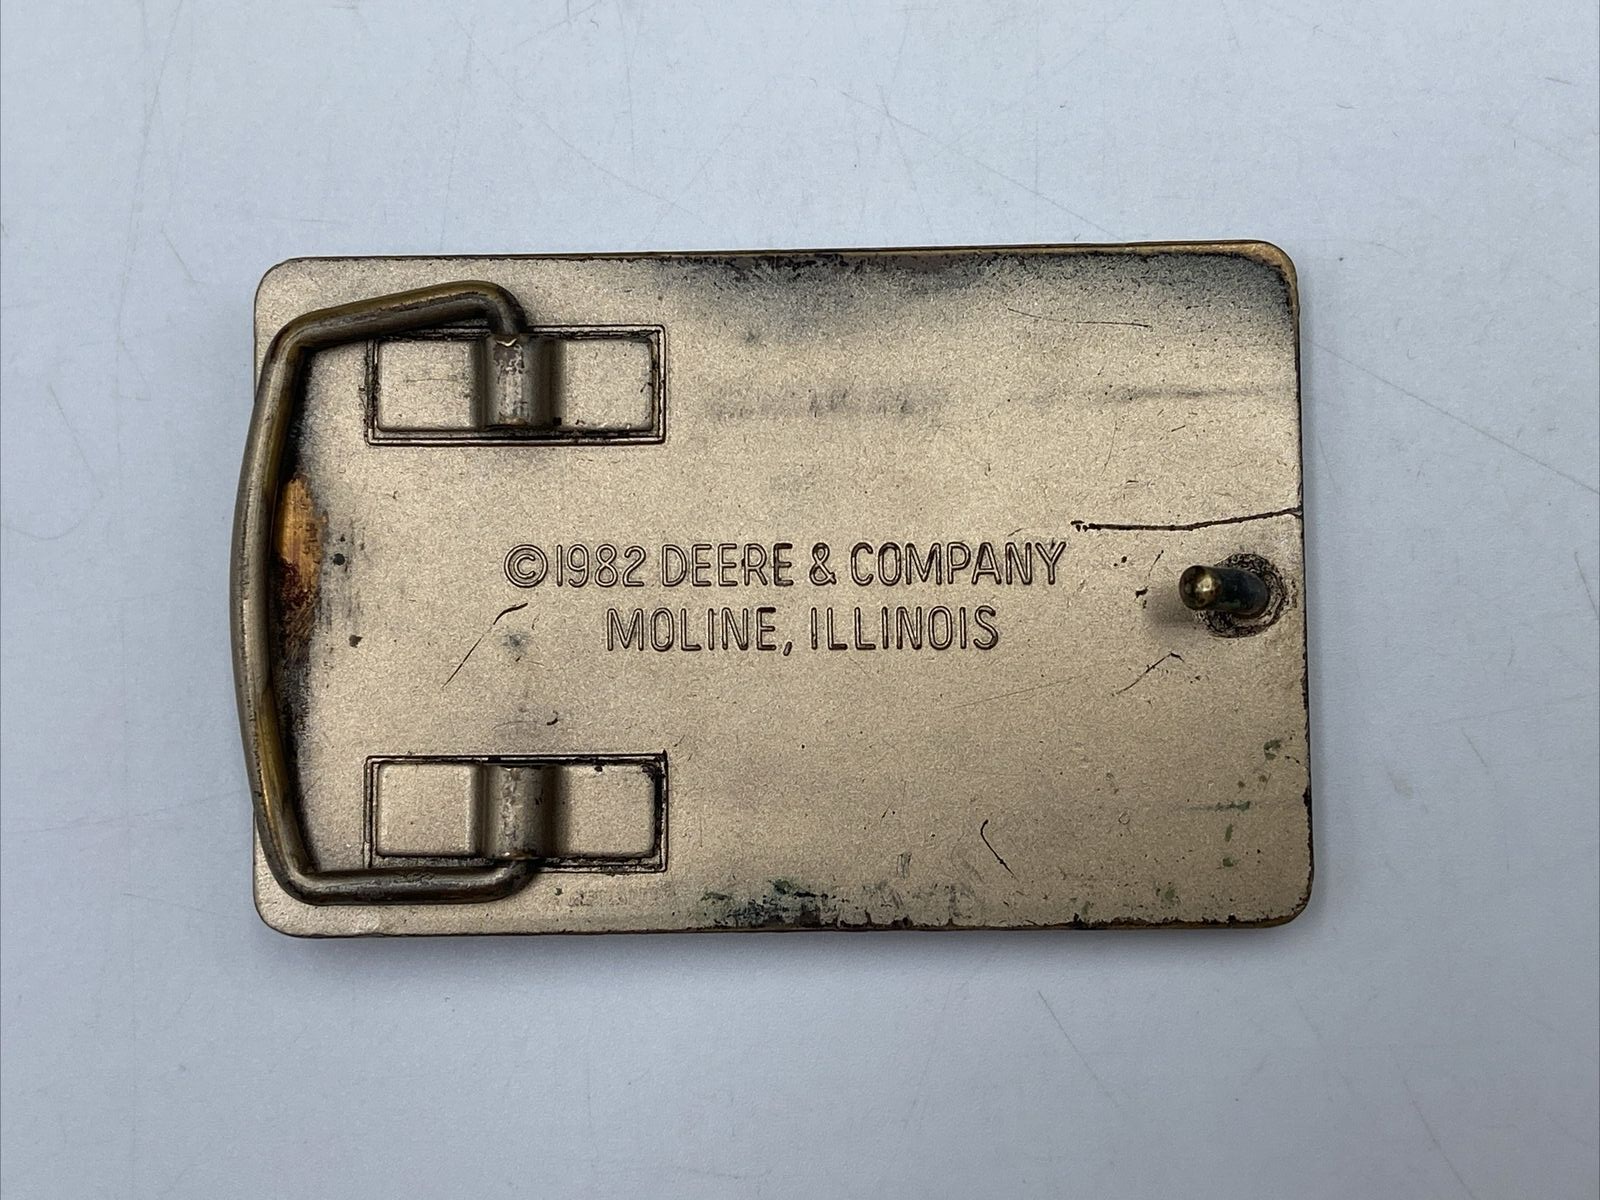 ©1982 DEERE & COMPANY
MOLINE, ILLINOIS